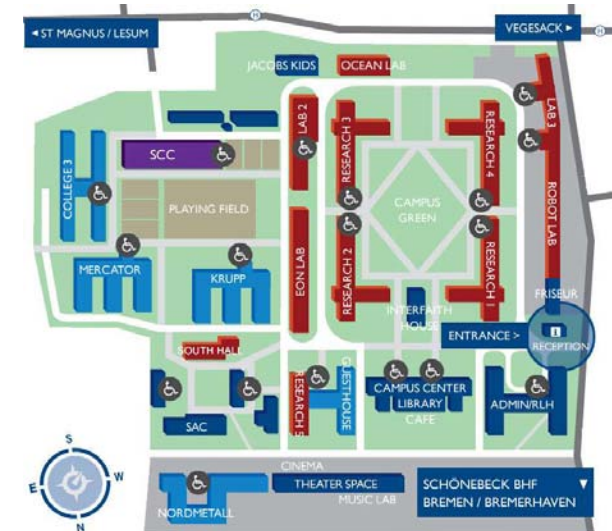 ◄ST MAGNUS / LESUM
H
VEGESACK ►
H
JACOBS KIDS
OCEAN LAB
LAB 3
LAB 2
RESEARCH 3
RESEARCH 4
SCC
COLLEGE 3
PLAYING FIELD
CAMPUS
GREEN
ROBOT LAB
MERCATOR
KRUPP
EON LAB
RESEARCH 2
RESEARCH 1
INTERFAITH
HOUSE
FRISEUR
ENTRANCE >
i
RECEPTION
SOUTH HALL
RESEARCH 5
GUESTHOUSE
CAMPUS CENTER
LIBRARY
CAFE
ADMIN/RLH
SAC
S
W
E
N
CINEMA
THEATER SPACE
MUSIC LAB
NORDMETALL
SCHÖNEBECK BHF ▼
BREMEN / BREMERHAVEN